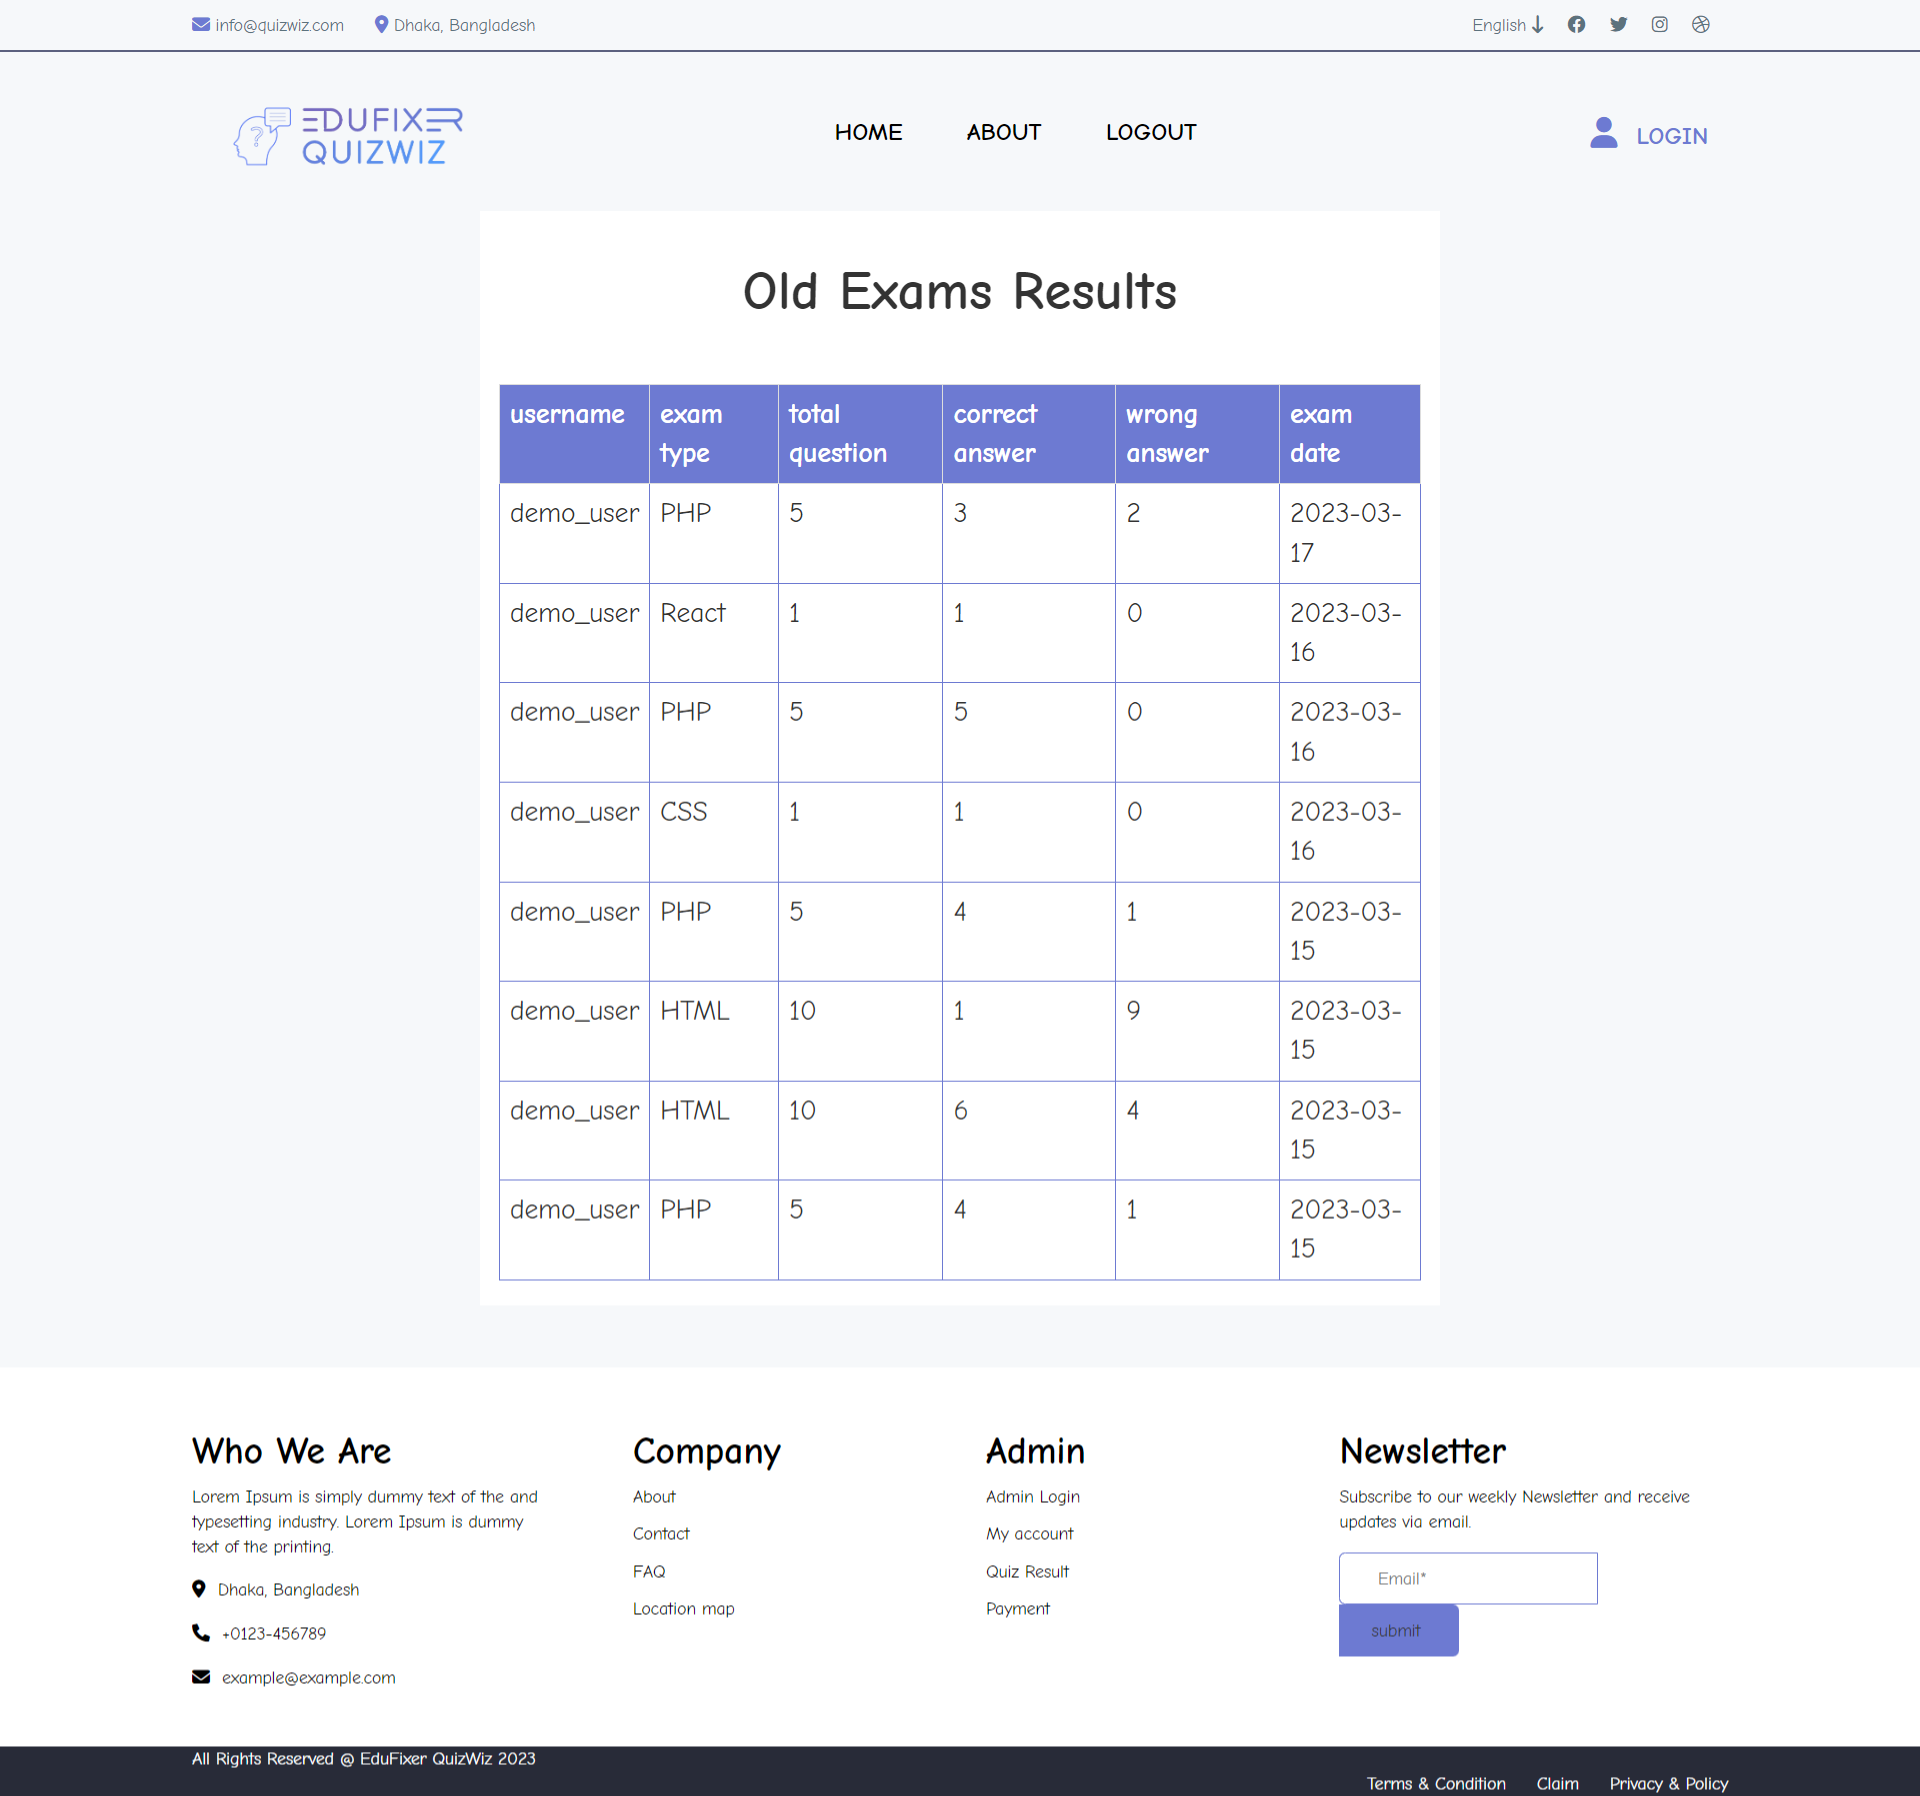 info@quizwiz.com Dhaka, Bangladesh English
EDUFIXER
QUIZWIZ
HOME ABOUT LOGOUT LOGIN
?
Old Exams Results
username exam type total question correct answer wrong answer exam date
demo_user PHP 5 3 2 2023-03-17
demo_user React 1 1 0 2023-03-16
demo_user PHP 5 5 0 2023-03-16
demo_user CSS 1 1 0 2023-03-16
demo_user PHP 5 4 1 2023-03-15
demo_user HTML 10 1 9 2023-03-15
demo_user HTML 10 6 4 2023-03-15
demo_user PHP 5 4 1 2023-03-15
Who We Are
Lorem Ipsum is simply dummy text of the and
typesetting industry. Lorem Ipsum is dummy
text of the printing.
Dhaka, Bangladesh
+0123-456789
example@example.com
Company
About
Contact
FAQ
Location map
Admin
Admin Login
My account
Quiz Result
Payment
Newsletter
Subscribe to our weekly Newsletter and receive
updates via email.
Email*
submit
All Rights Reserved @ EduFixer QuizWiz 2023
Terms & Condition Claim Privacy & Policy